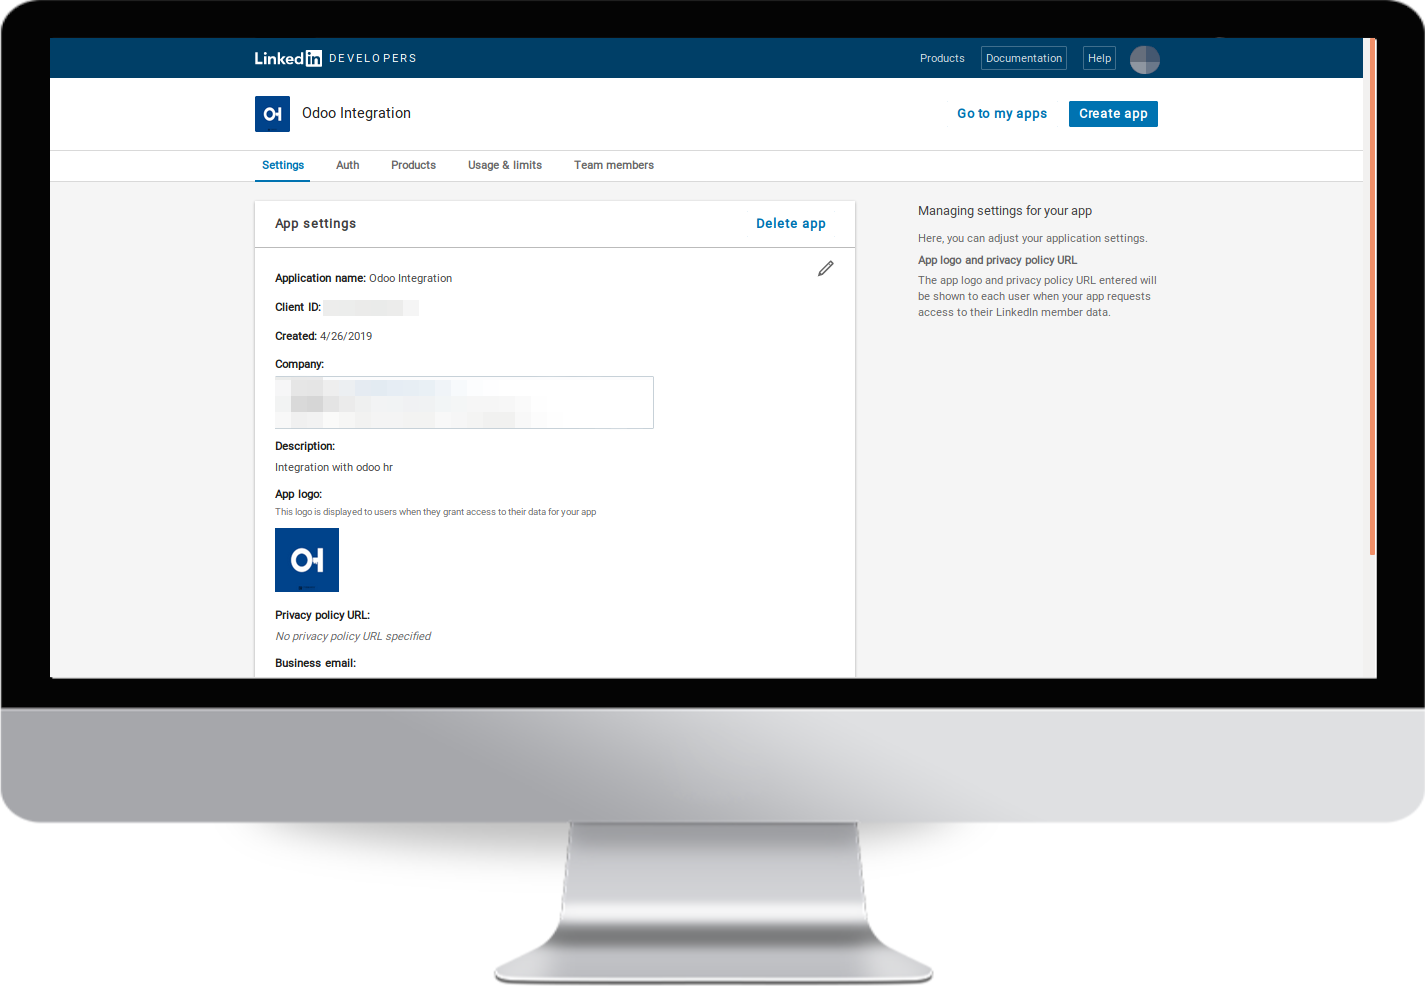 Linked in DEVELOPERS
Products Documentation Help
Odoo Integration
Go to my apps Create app
Settings Auth Products Usage & limits Team members
App settings Delete app
Application name: Odoo Integration
Client ID:
Created: 4/26/2019
Company:
Description:
Integration with odoo hr
App logo:
This logo is displayed to users when they grant access to their data for your app
Privacy policy URL:
No privacy policy URL specified
Business email:
Managing settings for your app
Here, you can adjust your application settings.
App logo and privacy policy URL
The app logo and privacy policy URL entered will
be shown to each user when your app requests
access to their LinkedIn member data.